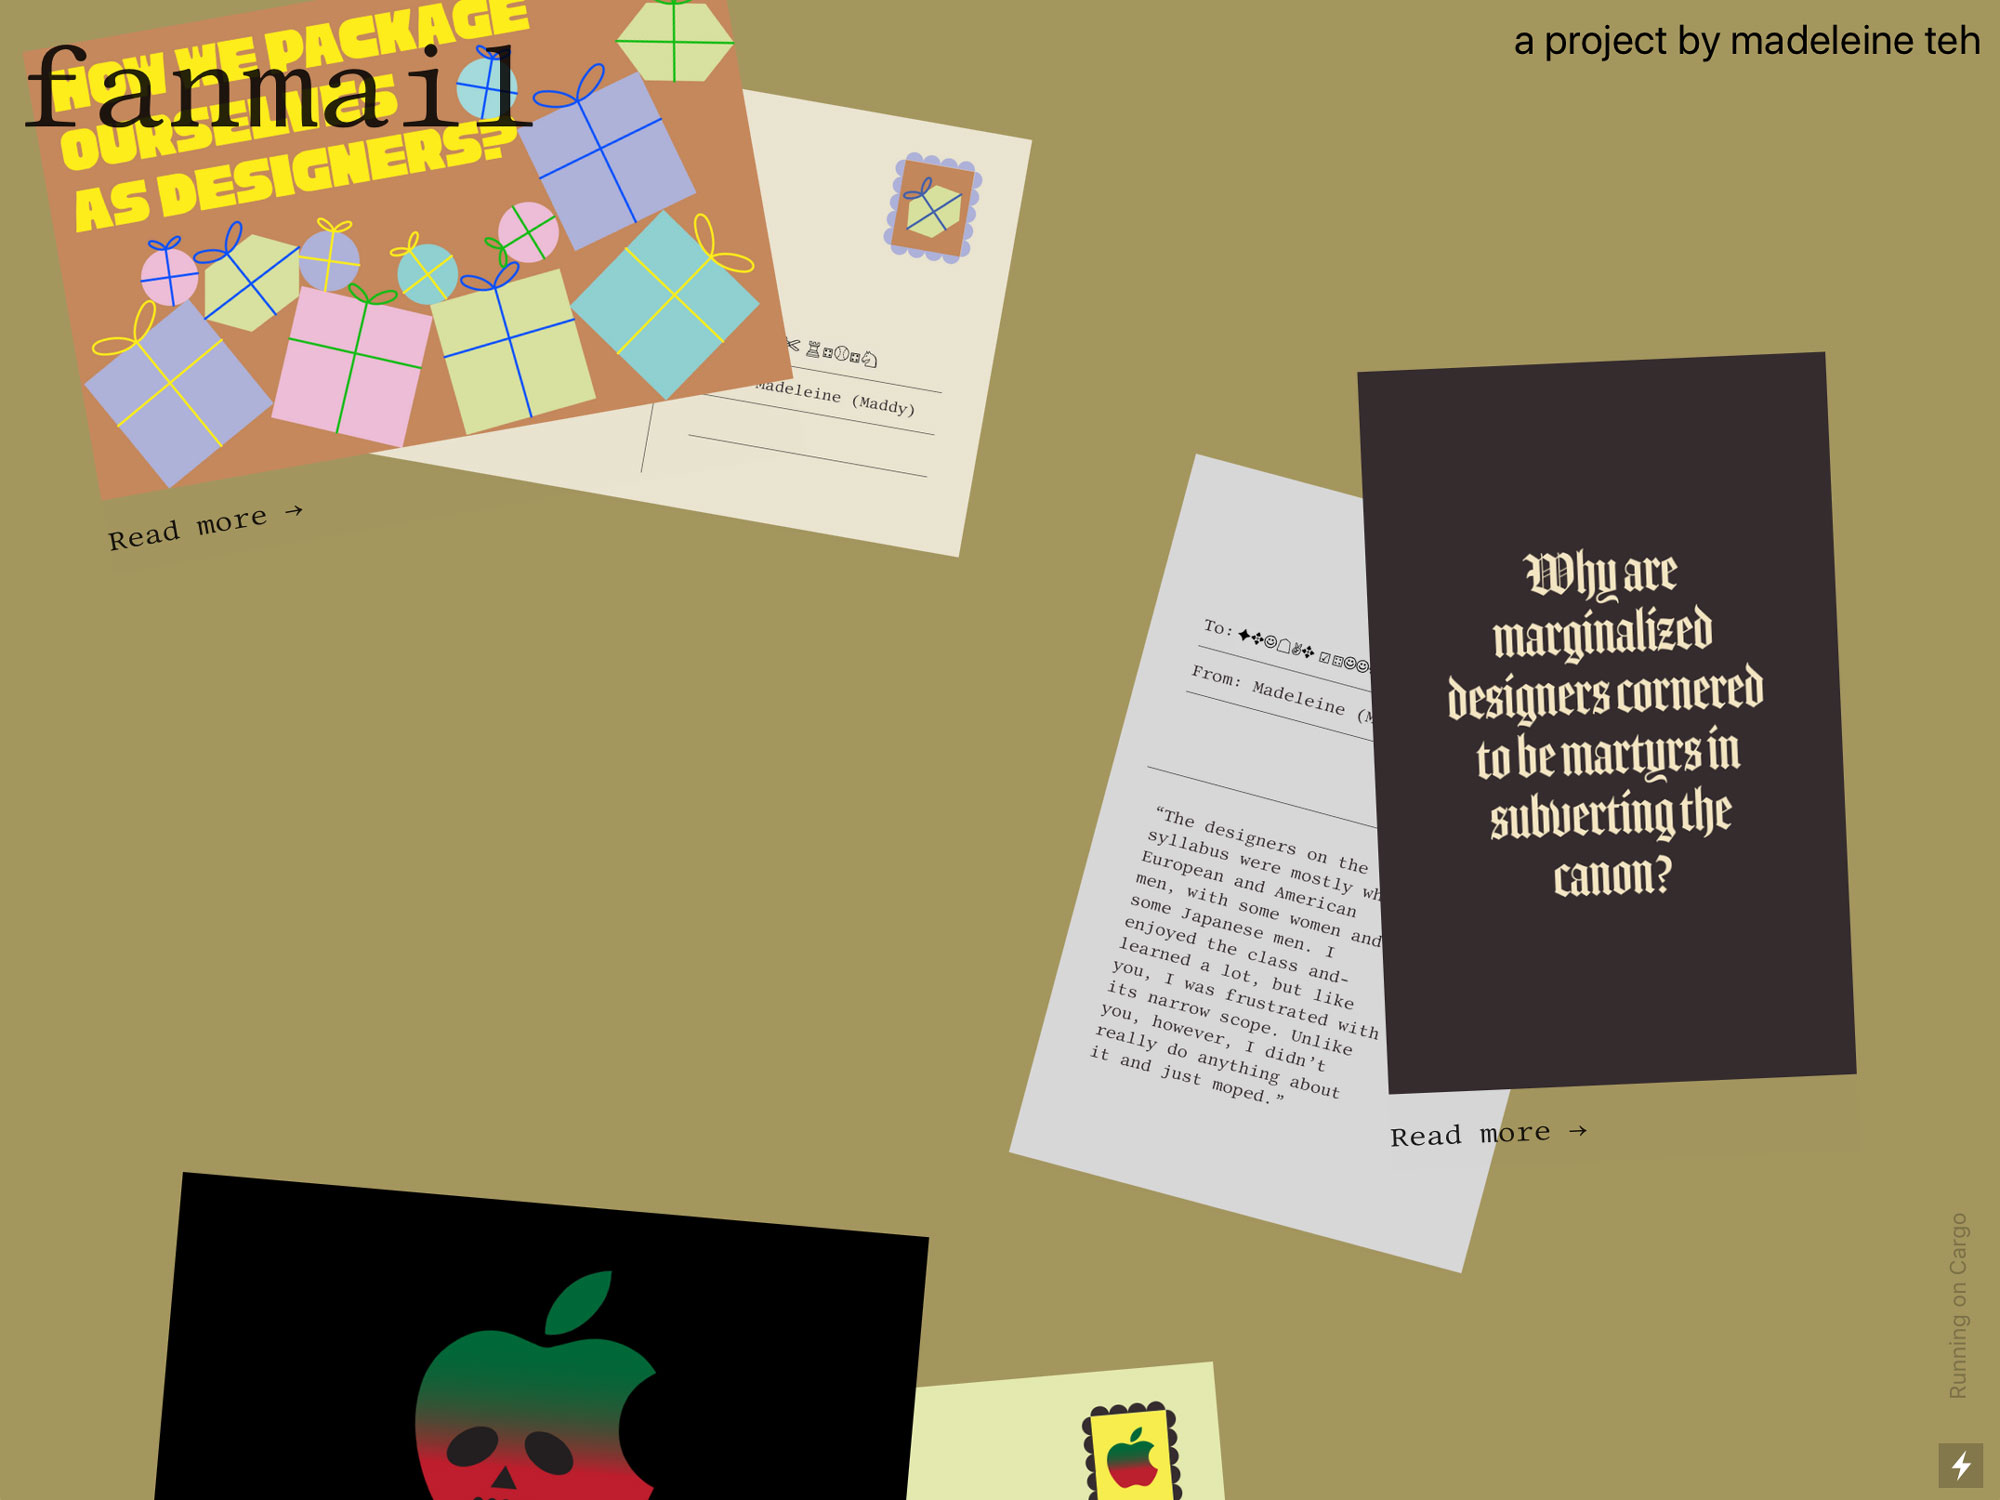 fanmail
a project by madeleine teh
HOW WE PACKAGE
OURSELVES
AS DESIGNERS?
Madeleine (Maddy)
Read more →
To:
From: Madeleine (M
“The designers on the
syllabus were mostly wh
European and American
men, with some women and
some Japanese men. I
enjoyed the class and-
learned a lot, but like
you, I was frustrated with
its narrow scope. Unlike
you, however, I didn’t
really do anything about
it and just moped.”
Why are
marginalized
designers cornered
to be martyrs in
subverting the
canon?
Read more →
Running on Cargo